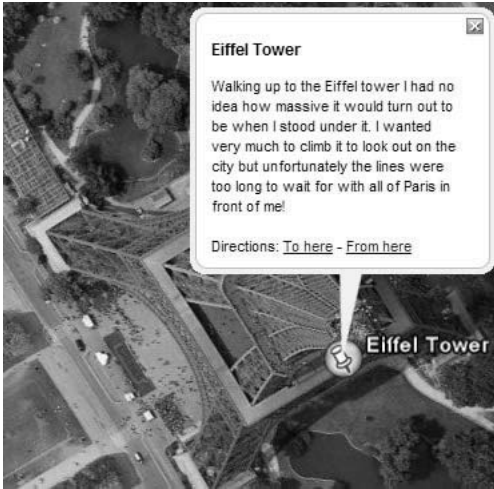 Eiffel Tower
Walking up to the Eiffel tower I had no
idea how massive it would turn out to
be when I stood under it. I wanted
very much to climb it to look out on the
city but unfortunately the lines were
too long to wait for with all of Paris in
front of me!
Directions: To here - From here
Eiffel Tower